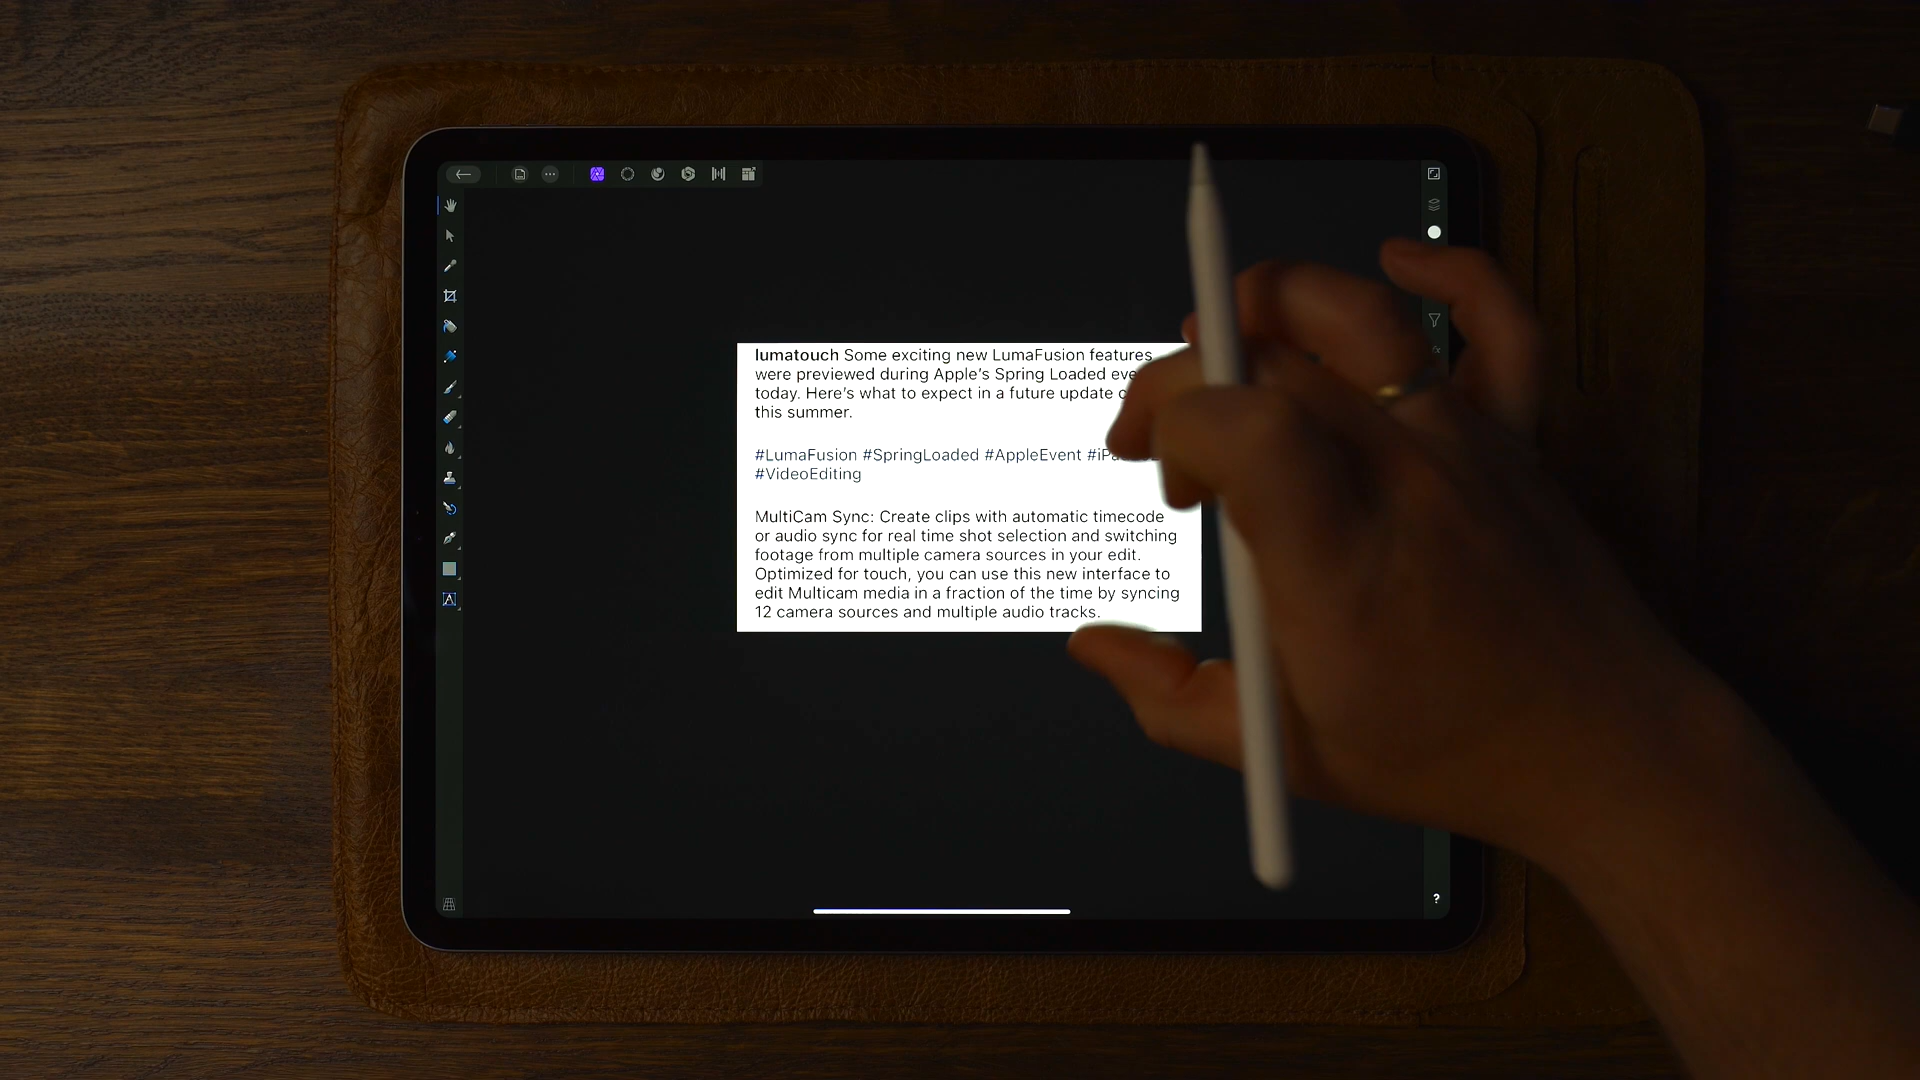 lumatouch Some exciting new LumaFusion features
were previewed during Apple's Spring Loaded
today. Here's what to expect in a future update
this summer.
#LumaFusion #SpringLoaded #AppleEvent
#VideoEditing
MultiCam Sync: Create clips with automatic timecode
or audio sync for real time shot selection and switching
footage from multiple camera sources in your edit.
Optimized for touch, you can use this new interface to
edit Multicam media in a fraction of the time by syncing
12 camera sources and multiple audio tracks.
A
?